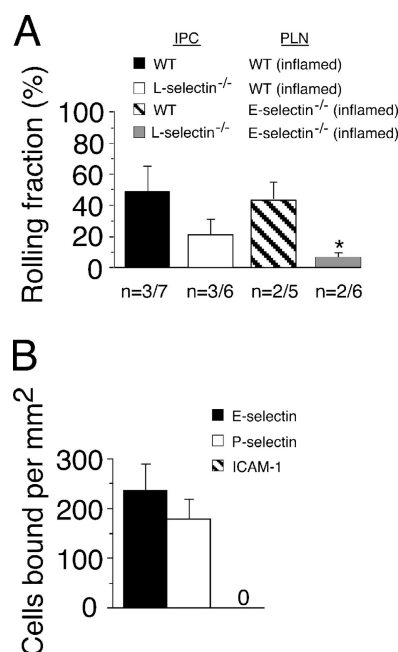 A
IPC PLN
WT WT (inflamed)
L-selectin-/- WT (inflamed)
WT E-selectin-/- (inflamed)
L-selectin-/- E-selectin-/- (inflamed)
Rolling fraction (%)
100
80
60
40
20
0
*
n=3/7 n=3/6 n=2/5 n=2/6
B
E-selectin
P-selectin
ICAM-1
Cells bound per mm2
300
200
100
0
0